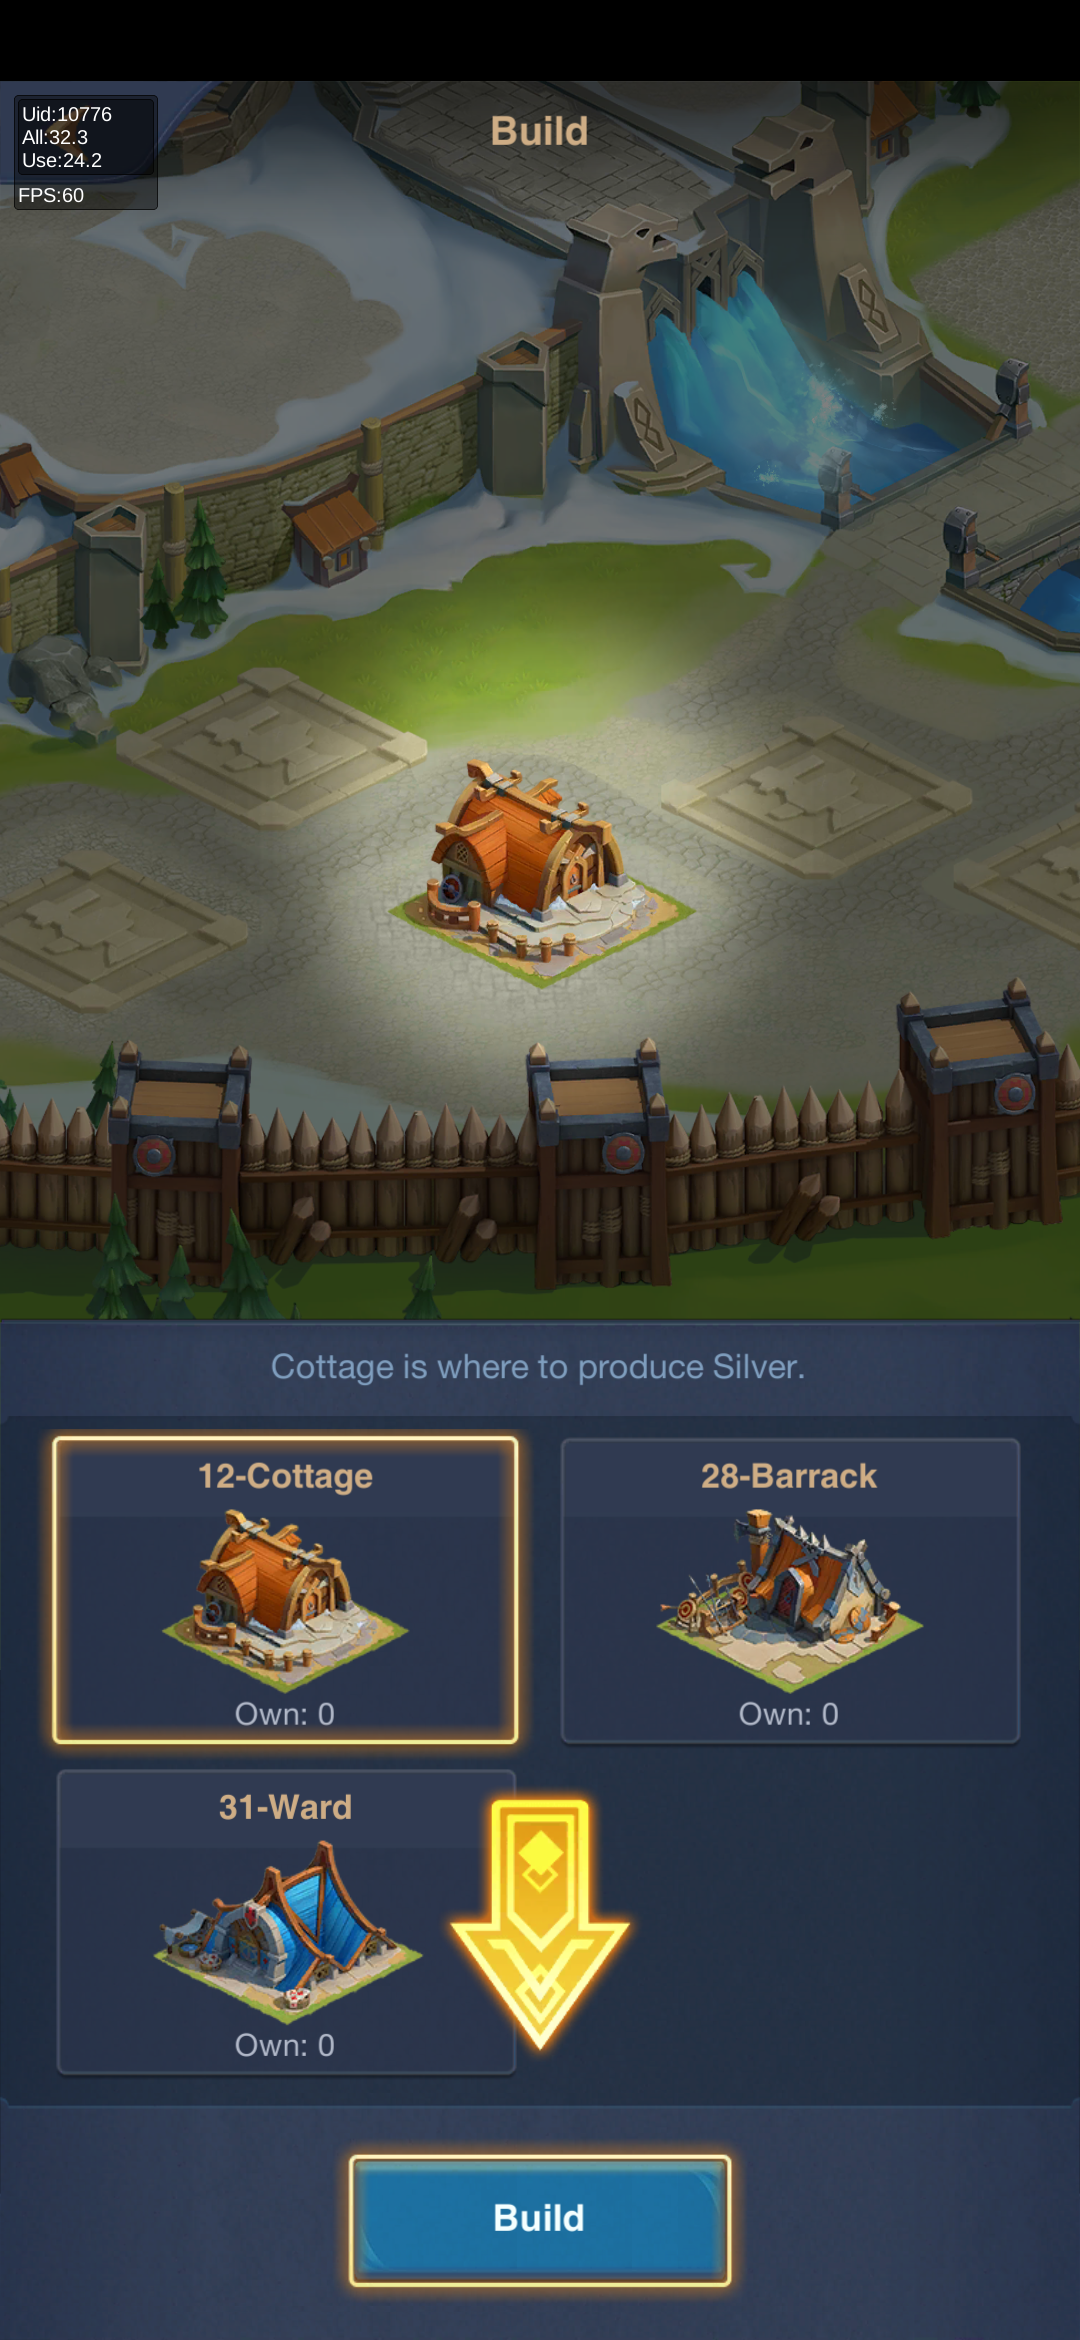 Uid:10776
All:32.3
Use:24.2
FPS:60
Build
Cottage is where to produce Silver.
12-Cottage
Own: 0
28-Barrack
Own: 0
31-Ward
Own: 0
Build